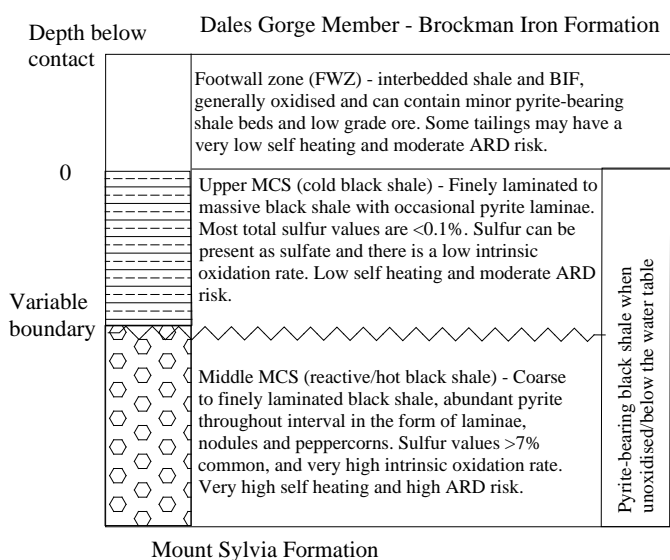 Dales Gorge Member - Brockman Iron Formation
Depth below
contact
Footwall zone (FWZ) - interbedded shale and BIF,
generally oxidised and can contain minor pyrite-bearing
shale beds and low grade ore. Some tailings may have a
very low self heating and moderate ARD risk.
0
Upper MCS (cold black shale) - Finely laminated to
massive black shale with occasional pyrite laminae.
Most total sulfur values are <0.1%. Sulfur can be
present as sulfate and there is a low intrinsic
oxidation rate. Low self heating and moderate ARD
risk.
Variable
boundary
Middle MCS (reactive/hot black shale) - Coarse
to finely laminated black shale, abundant pyrite
throughout interval in the form of laminae,
nodules and peppercorns. Sulfur values >7%
common, and very high intrinsic oxidation rate.
Very high self heating and high ARD risk.
Pyrite-bearing black shale when
unoxidised/below the water table
Mount Sylvia Formation